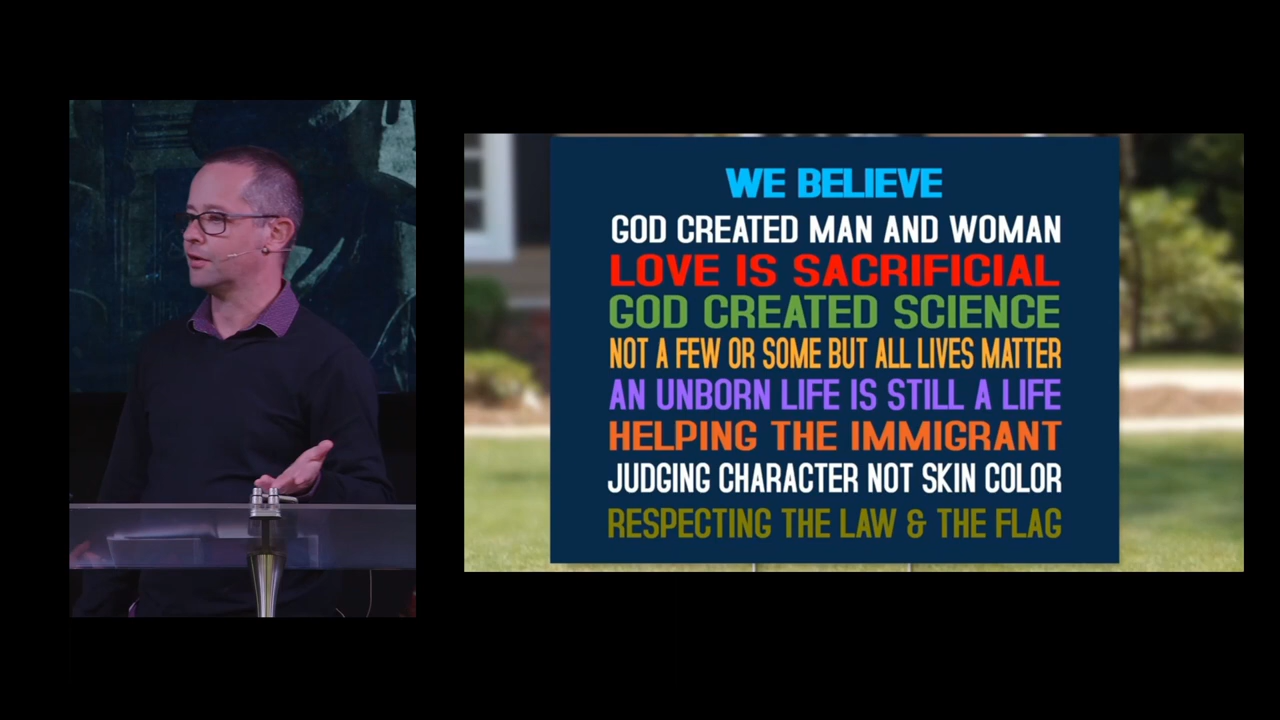 WE BELIEVE
GOD CREATED MAN AND WOMAN
LOVE IS SACRIFICIAL
GOD CREATED SCIENCE
NOT A FEW OR SOME BUT ALL LIVES MATTER
AN UNBORN LIFE IS STILL A LIFE
HELPING THE IMMIGRANT
JUDGING CHARACTER NOT SKIN COLOR
RESPECTING THE LAW & THE FLAG